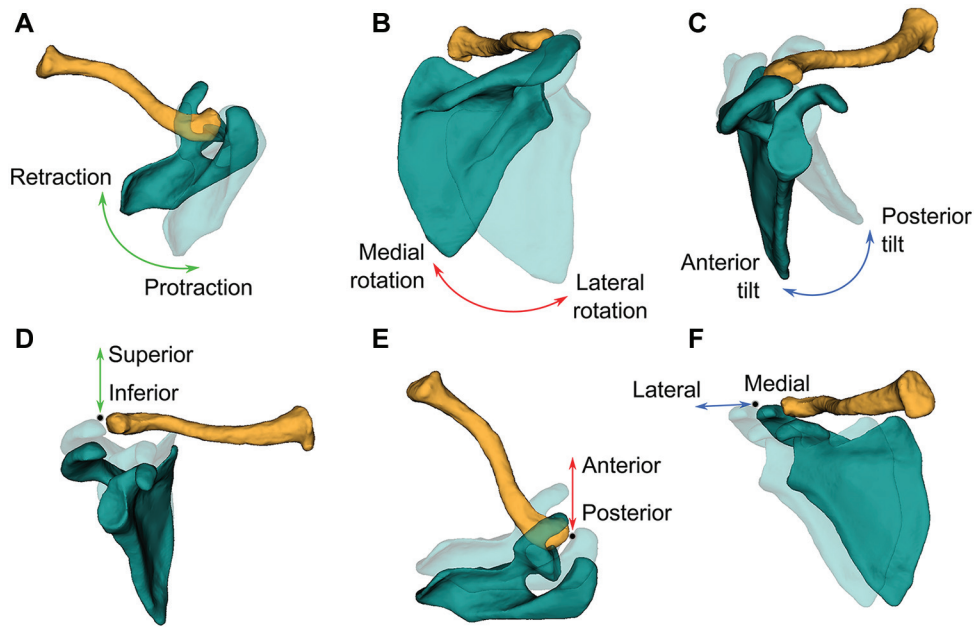 A
Retraction
Protraction
B
Medial
rotation
Lateral
rotation
C
Posterior
tilt
Anterior
tilt
D
Superior
Inferior
E
Anterior
Posterior
F
Lateral
Medial